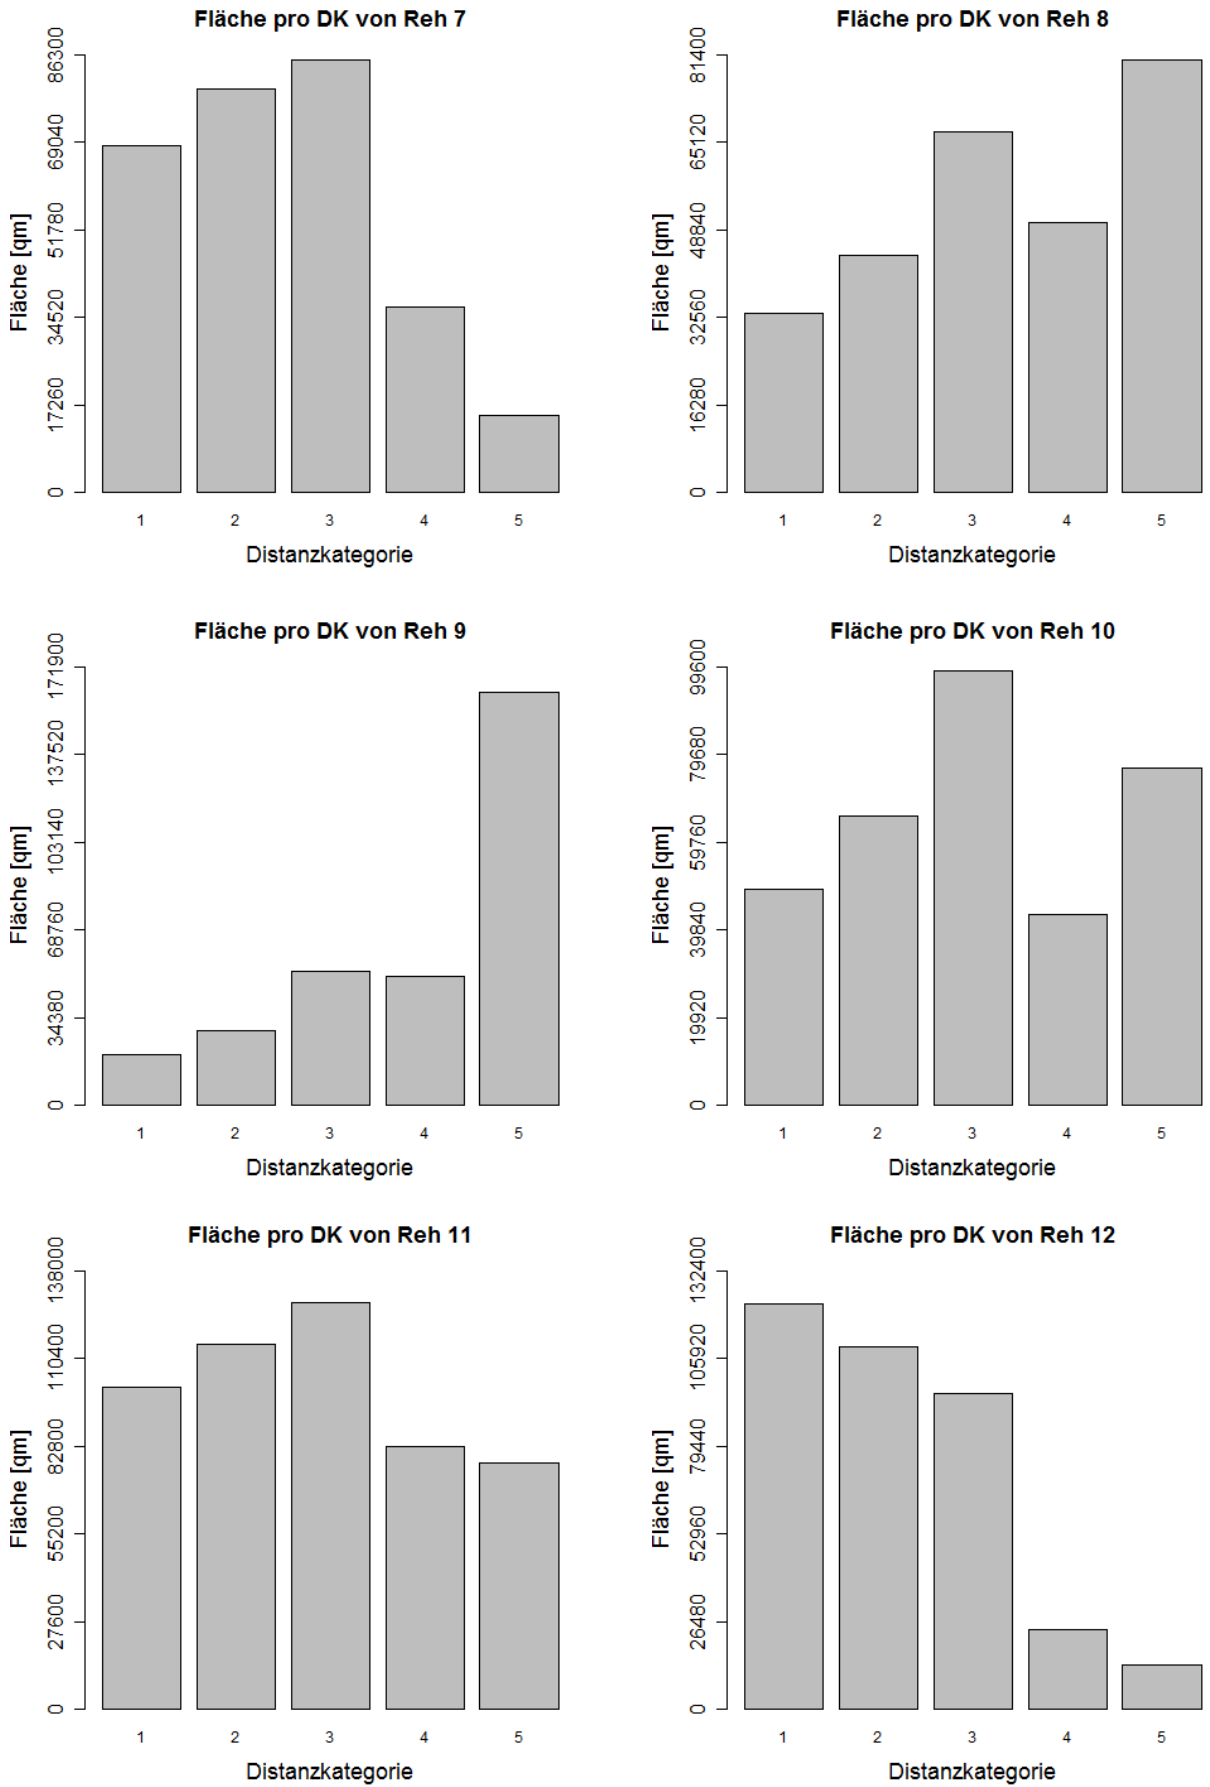 Fläche pro DK von Reh 7
Fläche [qm]
86300
69040
51780
34520
17260
0
1 2 3 4 5
Distanzkategorie
Fläche pro DK von Reh 8
Fläche [qm]
81400
65120
48840
32560
16280
0
1 2 3 4 5
Distanzkategorie
Fläche pro DK von Reh 9
Fläche [qm]
171900
137520
103140
68760
34380
0
1 2 3 4 5
Distanzkategorie
Fläche pro DK von Reh 10
Fläche [qm]
99600
79680
59760
39840
19920
0
1 2 3 4 5
Distanzkategorie
Fläche pro DK von Reh 11
Fläche [qm]
138000
110400
82800
55200
27600
0
1 2 3 4 5
Distanzkategorie
Fläche pro DK von Reh 12
Fläche [qm]
132400
105920
79440
52960
26480
0
1 2 3 4 5
Distanzkategorie